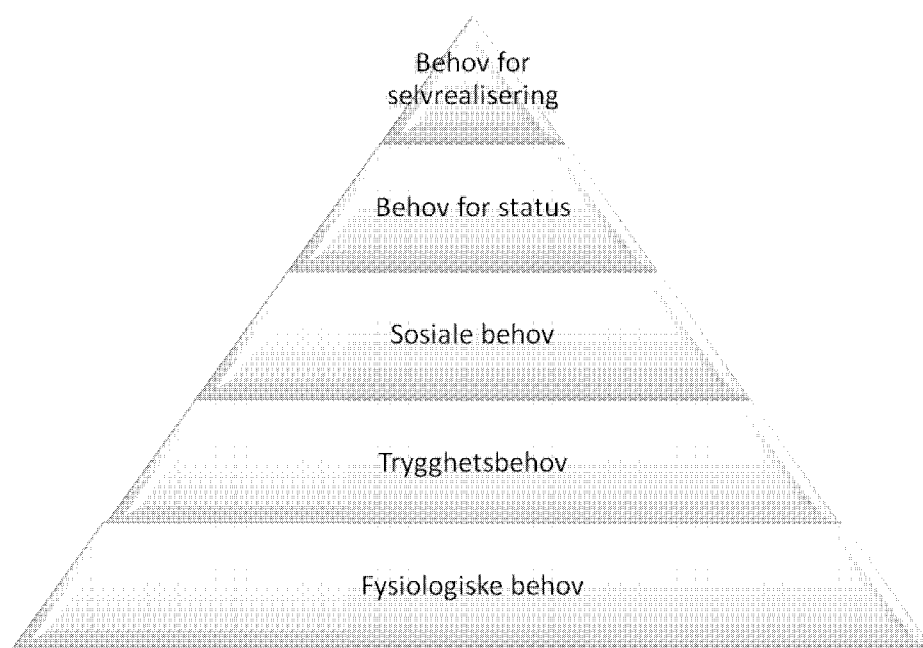 Behov for
selvrealisering
Behov for status
Sosiale behov
Trygghetsbehov
Fysiologiske behov